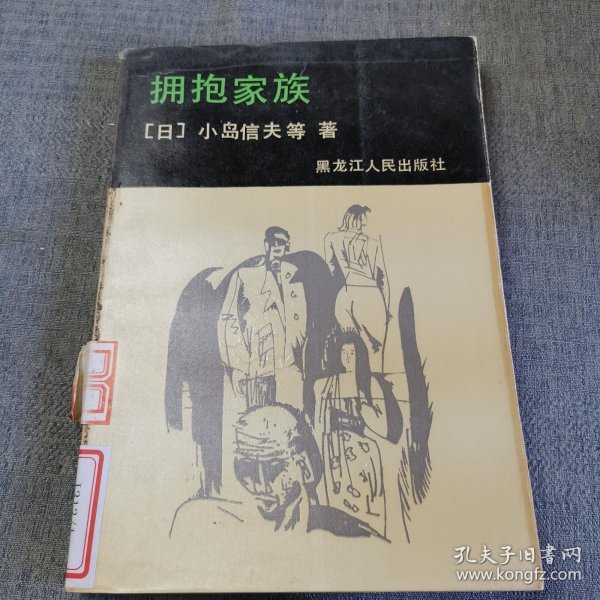 拥抱家族
[日] 小岛信夫等 著
黑龙江人民出版社
孔夫子旧书网
www.kongfz.com